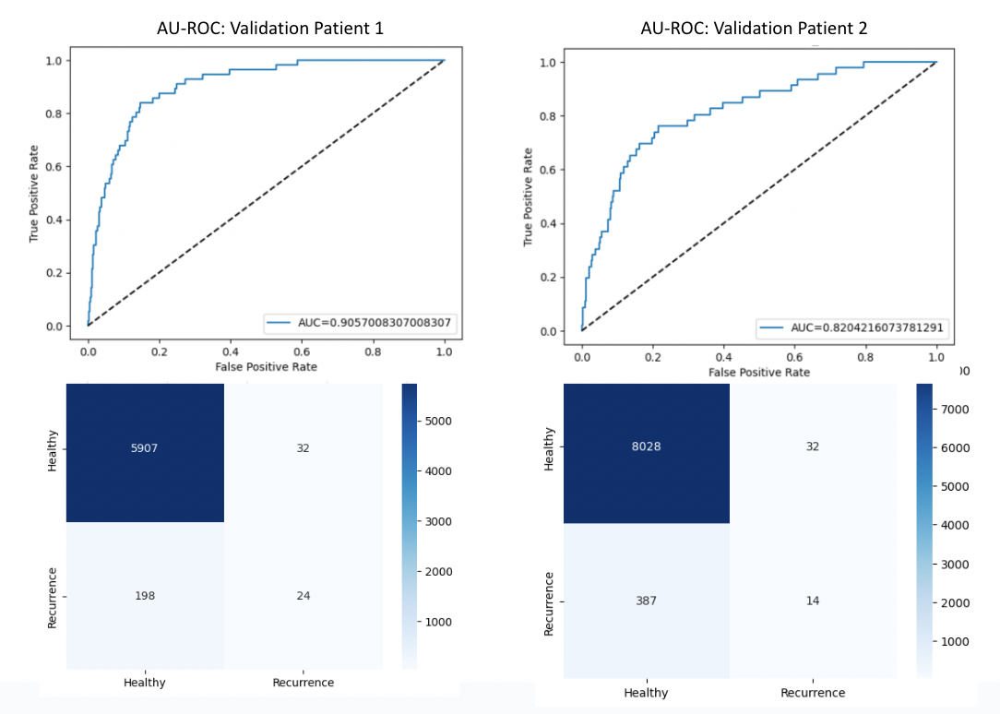 AU-ROC: Validation Patient 1
1.0
0.8
0.6
0.4
0.2
0.0
True Positive Rate
AUC=0.9057008307008307
0.0 0.2 0.4 0.6 0.8 1.0
False Positive Rate
AU-ROC: Validation Patient 2
1.0
0.8
0.6
0.4
0.2
0.0
True Positive Rate
AUC=0.8204216073781291
0.0 0.2 0.4 0.6 0.8 1.0
False Positive Rate
Healthy
5907 32
Recurrence
198 24
Healthy Recurrence
5000
4000
3000
2000
1000
Healthy
8028 32
Recurrence
387 14
Healthy Recurrence
7000
6000
5000
4000
3000
2000
1000